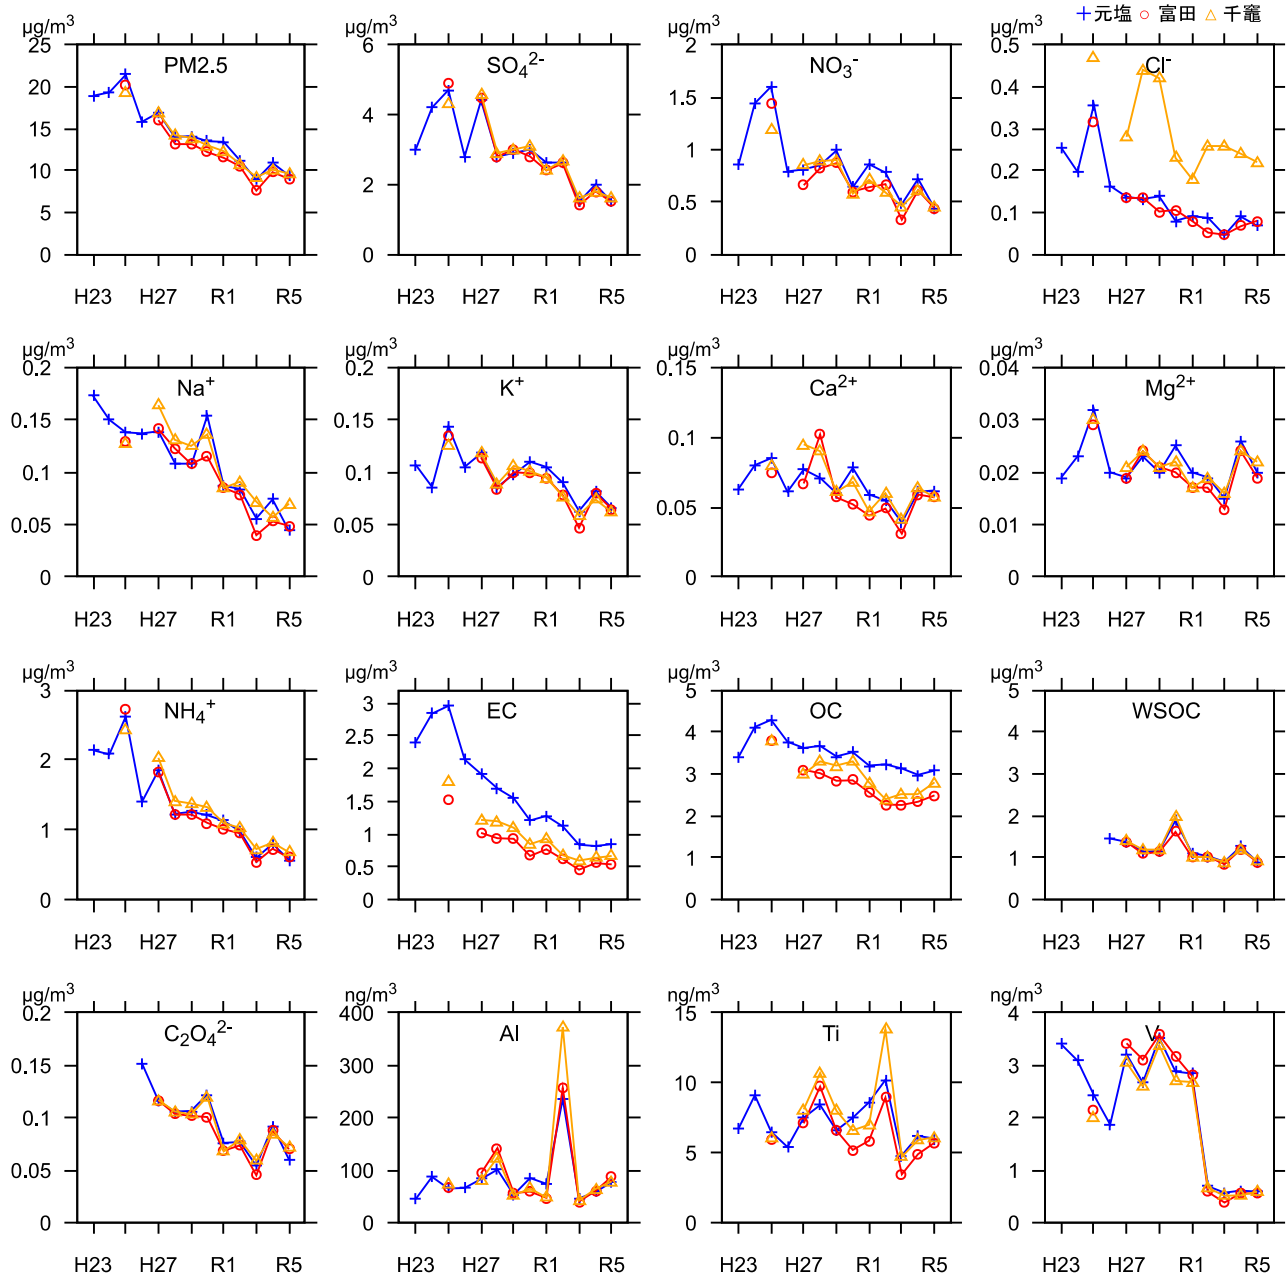 元塩 富田 千竈
μg/m³ μg/m³ μg/m³ μg/m³
PM2.5 SO₄²⁻ NO₃⁻ Cl⁻
25 6 2 0.5
20 0.4
15 4 1.5 0.3
10 1 0.2
5 2 0.5 0.1
0 0 0 0
H23 H27 R1 R5 H23 H27 R1 R5 H23 H27 R1 R5 H23 H27 R1 R5
μg/m³ μg/m³ μg/m³ μg/m³
Na⁺ K⁺ Ca²⁺ Mg²⁺
0.2 0.2 0.15 0.04
0.15 0.15 0.03
0.1 0.1 0.1 0.02
0.05 0.05 0.05 0.01
0 0 0 0
H23 H27 R1 R5 H23 H27 R1 R5 H23 H27 R1 R5 H23 H27 R1 R5
μg/m³ μg/m³ μg/m³ μg/m³
NH₄⁺ EC OC WSOC
3 3 5 5
2.5 4 4
2 2 3 3
1.5
1 1 2 2
0.5 1 1
0 0 0 0
H23 H27 R1 R5 H23 H27 R1 R5 H23 H27 R1 R5 H23 H27 R1 R5
μg/m³ ng/m³ ng/m³ ng/m³
C₂O₄²⁻ Al Ti V
0.2 400 15 4
0.15 300 3
0.1 200 10 2
0.05 100 5 1
0 0 0 0
H23 H27 R1 R5 H23 H27 R1 R5 H23 H27 R1 R5 H23 H27 R1 R5